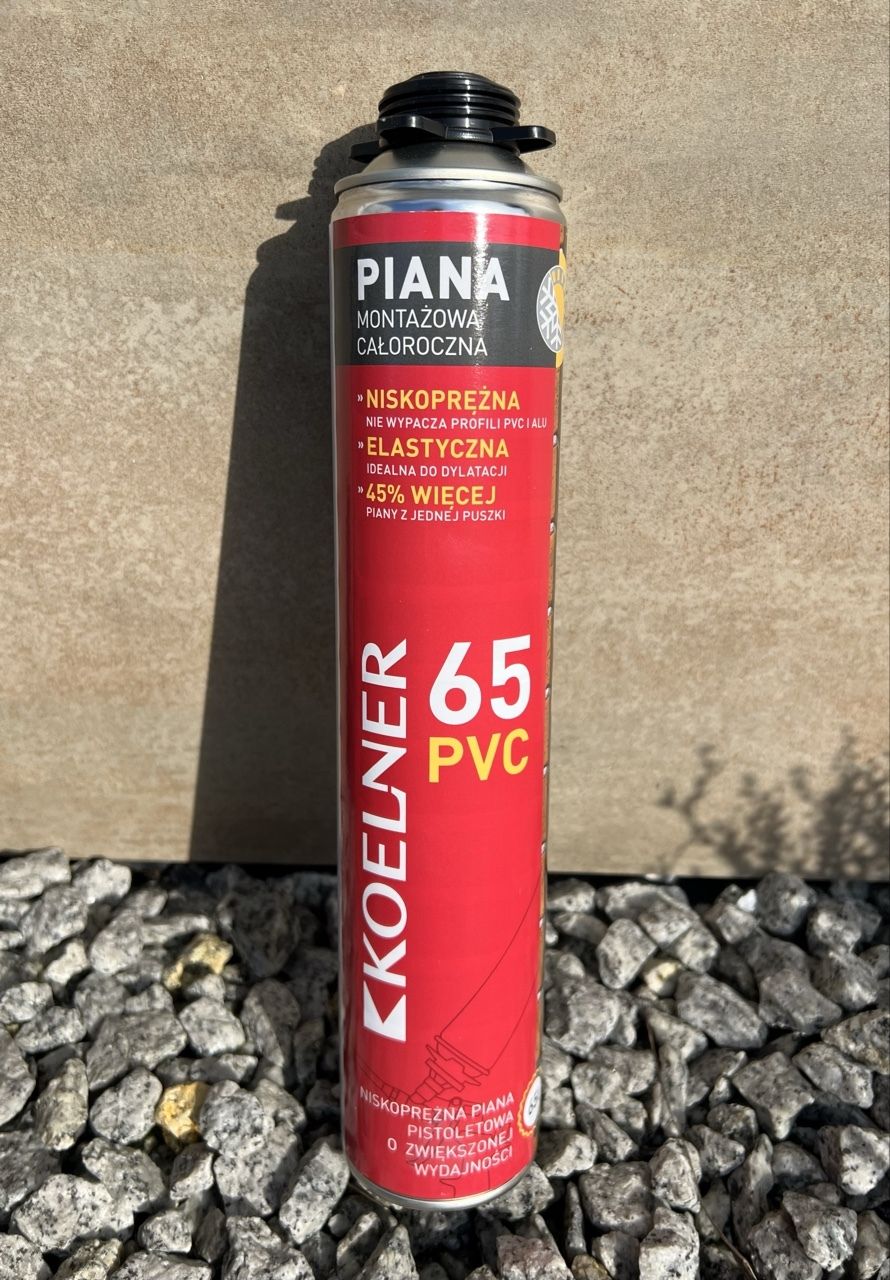 PIANA
MONTAŻOWA
CAŁOROCZNA
» NISKOPRĘŻNA
NIE WYPACZA PROFILI PVC I ALU
» ELASTYCZNA
IDEALNA DO DYLATACJI
» 45% WIĘCEJ
PIANY Z JEDNEJ PUSZKI
KOELNER
65
PVC
NISKOPRĘŻNA PIANA
PISTOLETOWA
O ZWIĘKSZONEJ
WYDAJNOŚCI